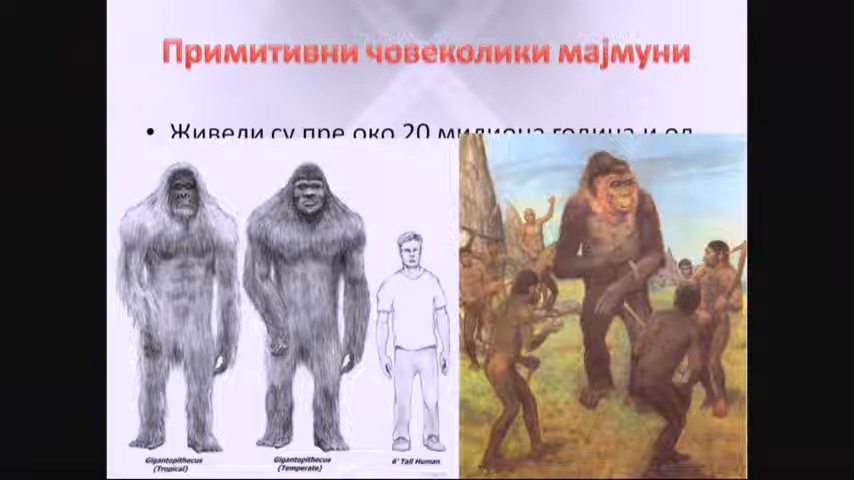 Примитивни човеколики мајмуни
• Живели су пре око 20 милиона година и од
Gigantopithecus
(Tropical)
Gigantopithecus
(Temperate)
6' Tall Human